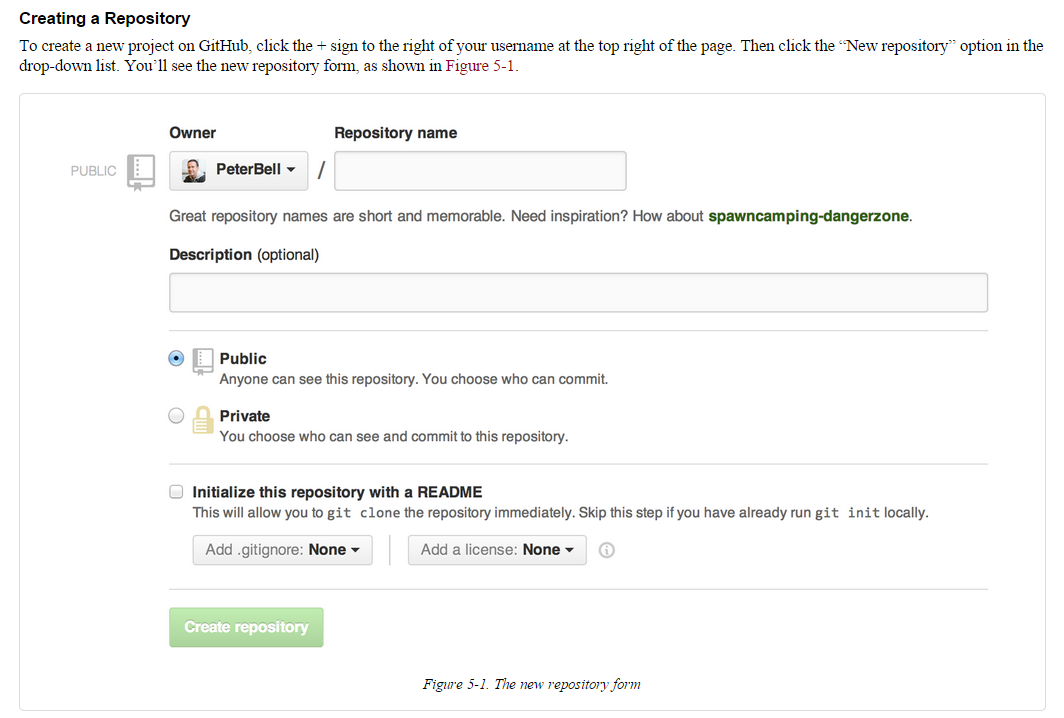 Creating a Repository
To create a new project on GitHub, click the + sign to the right of your username at the top right of the page. Then click the “New repository” option in the
drop-down list. You’ll see the new repository form, as shown in Figure 5-1.
Owner Repository name
PUBLIC PeterBell /
Great repository names are short and memorable. Need inspiration? How about spawncamping-dangerzone.
Description (optional)
Public
Anyone can see this repository. You choose who can commit.
Private
You choose who can see and commit to this repository.
Initialize this repository with a README
This will allow you to git clone the repository immediately. Skip this step if you have already run git init locally.
Add .gitignore: None Add a license: None
Create repository
Figure 5-1. The new repository form